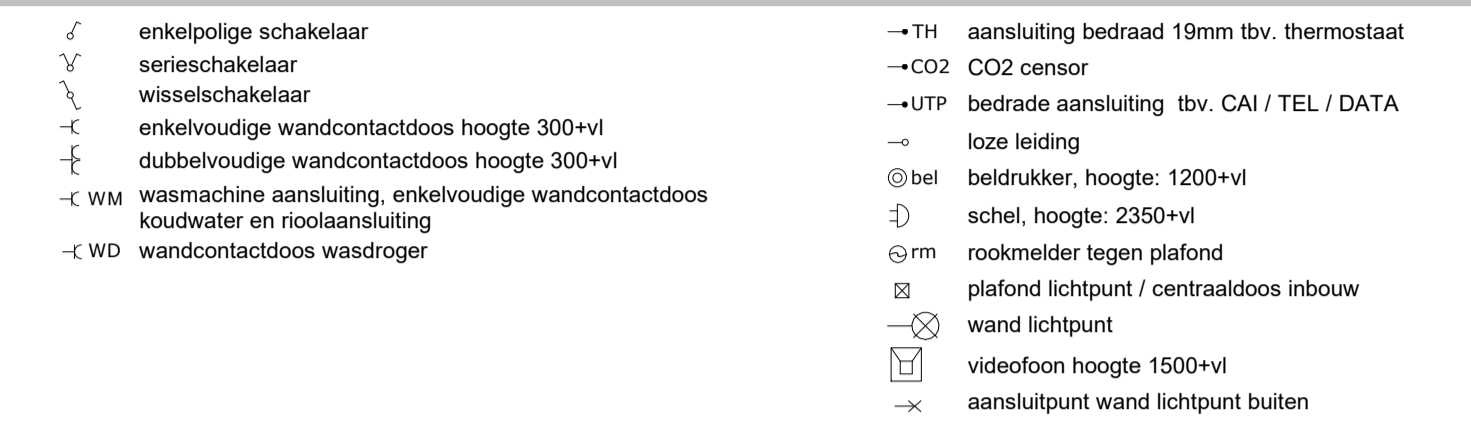 enkelpolige schakelaar
serieschakelaar
wisselschakelaar
enkelvoudige wandcontactdoos hoogte 300+vl
dubbelvoudige wandcontactdoos hoogte 300+vl
WM wasmachine aansluiting, enkelvoudige wandcontactdoos
koudwater en rioolaansluiting
WD wandcontactdoos wasdroger
TH aansluiting bedraad 19mm tbv. thermostaat
CO2 CO2 censor
UTP bedrade aansluiting tbv. CAI / TEL / DATA
loze leiding
bel beldrukker, hoogte: 1200+vl
schel, hoogte: 2350+vl
rm rookmelder tegen plafond
plafond lichtpunt / centraaldoos inbouw
wand lichtpunt
videofoon hoogte 1500+vl
aansluitpunt wand lichtpunt buiten